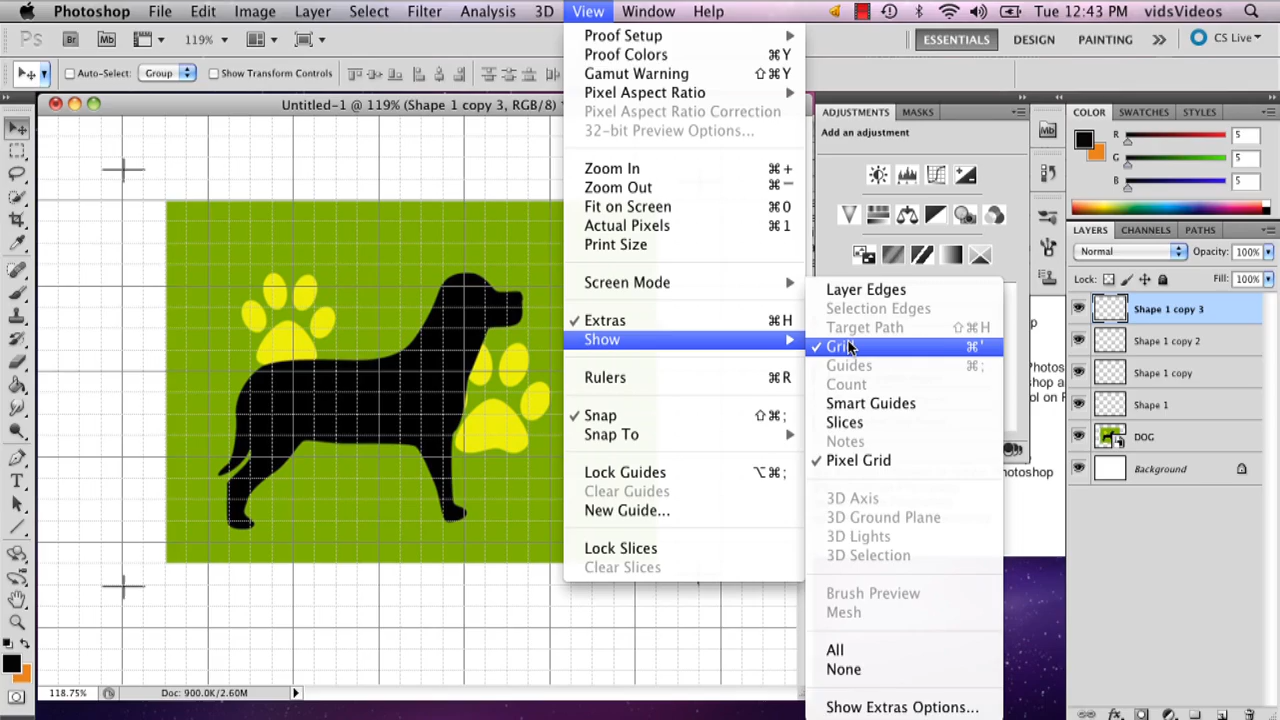 Photoshop File Edit Image Layer Select Filter Analysis 3D View Window Help Tue 12:43 PM vidsVideos
Ps Br Mb 119% ESSENTIALS DESIGN PAINTING >> CS Live
Auto-Select: Group Show Transform Controls
Untitled-1 @ 119% (Shape 1 copy 3, RGB/8)
Proof Setup
Proof Colors ⌘Y
Gamut Warning ⇧⌘Y
Pixel Aspect Ratio
Pixel Aspect Ratio Correction
32-bit Preview Options...
Zoom In ⌘+
Zoom Out ⌘−
Fit on Screen ⌘0
Actual Pixels ⌘1
Print Size
Screen Mode
✓ Extras ⌘H
Show
Rulers ⌘R
✓ Snap ⇧⌘;
Snap To
Lock Guides ⌥⌘;
Clear Guides
New Guide...
Lock Slices
Clear Slices
Layer Edges
Selection Edges
Target Path ⇧⌘H
✓ Grid ⌘'
Guides ⌘;
Count
Smart Guides
Slices
Notes
✓ Pixel Grid
3D Axis
3D Ground Plane
3D Lights
3D Selection
Brush Preview
Mesh
All
None
Show Extras Options...
ADJUSTMENTS MASKS
Add an adjustment
Mb
COLOR SWATCHES STYLES
R 5
G 5
B 5
LAYERS CHANNELS PATHS
Normal Opacity: 100%
Lock: Fill: 100%
Shape 1 copy 3
Shape 1 copy 2
Shape 1 copy
Shape 1
DOG
Background
118.75% Doc: 900.0K/2.60M